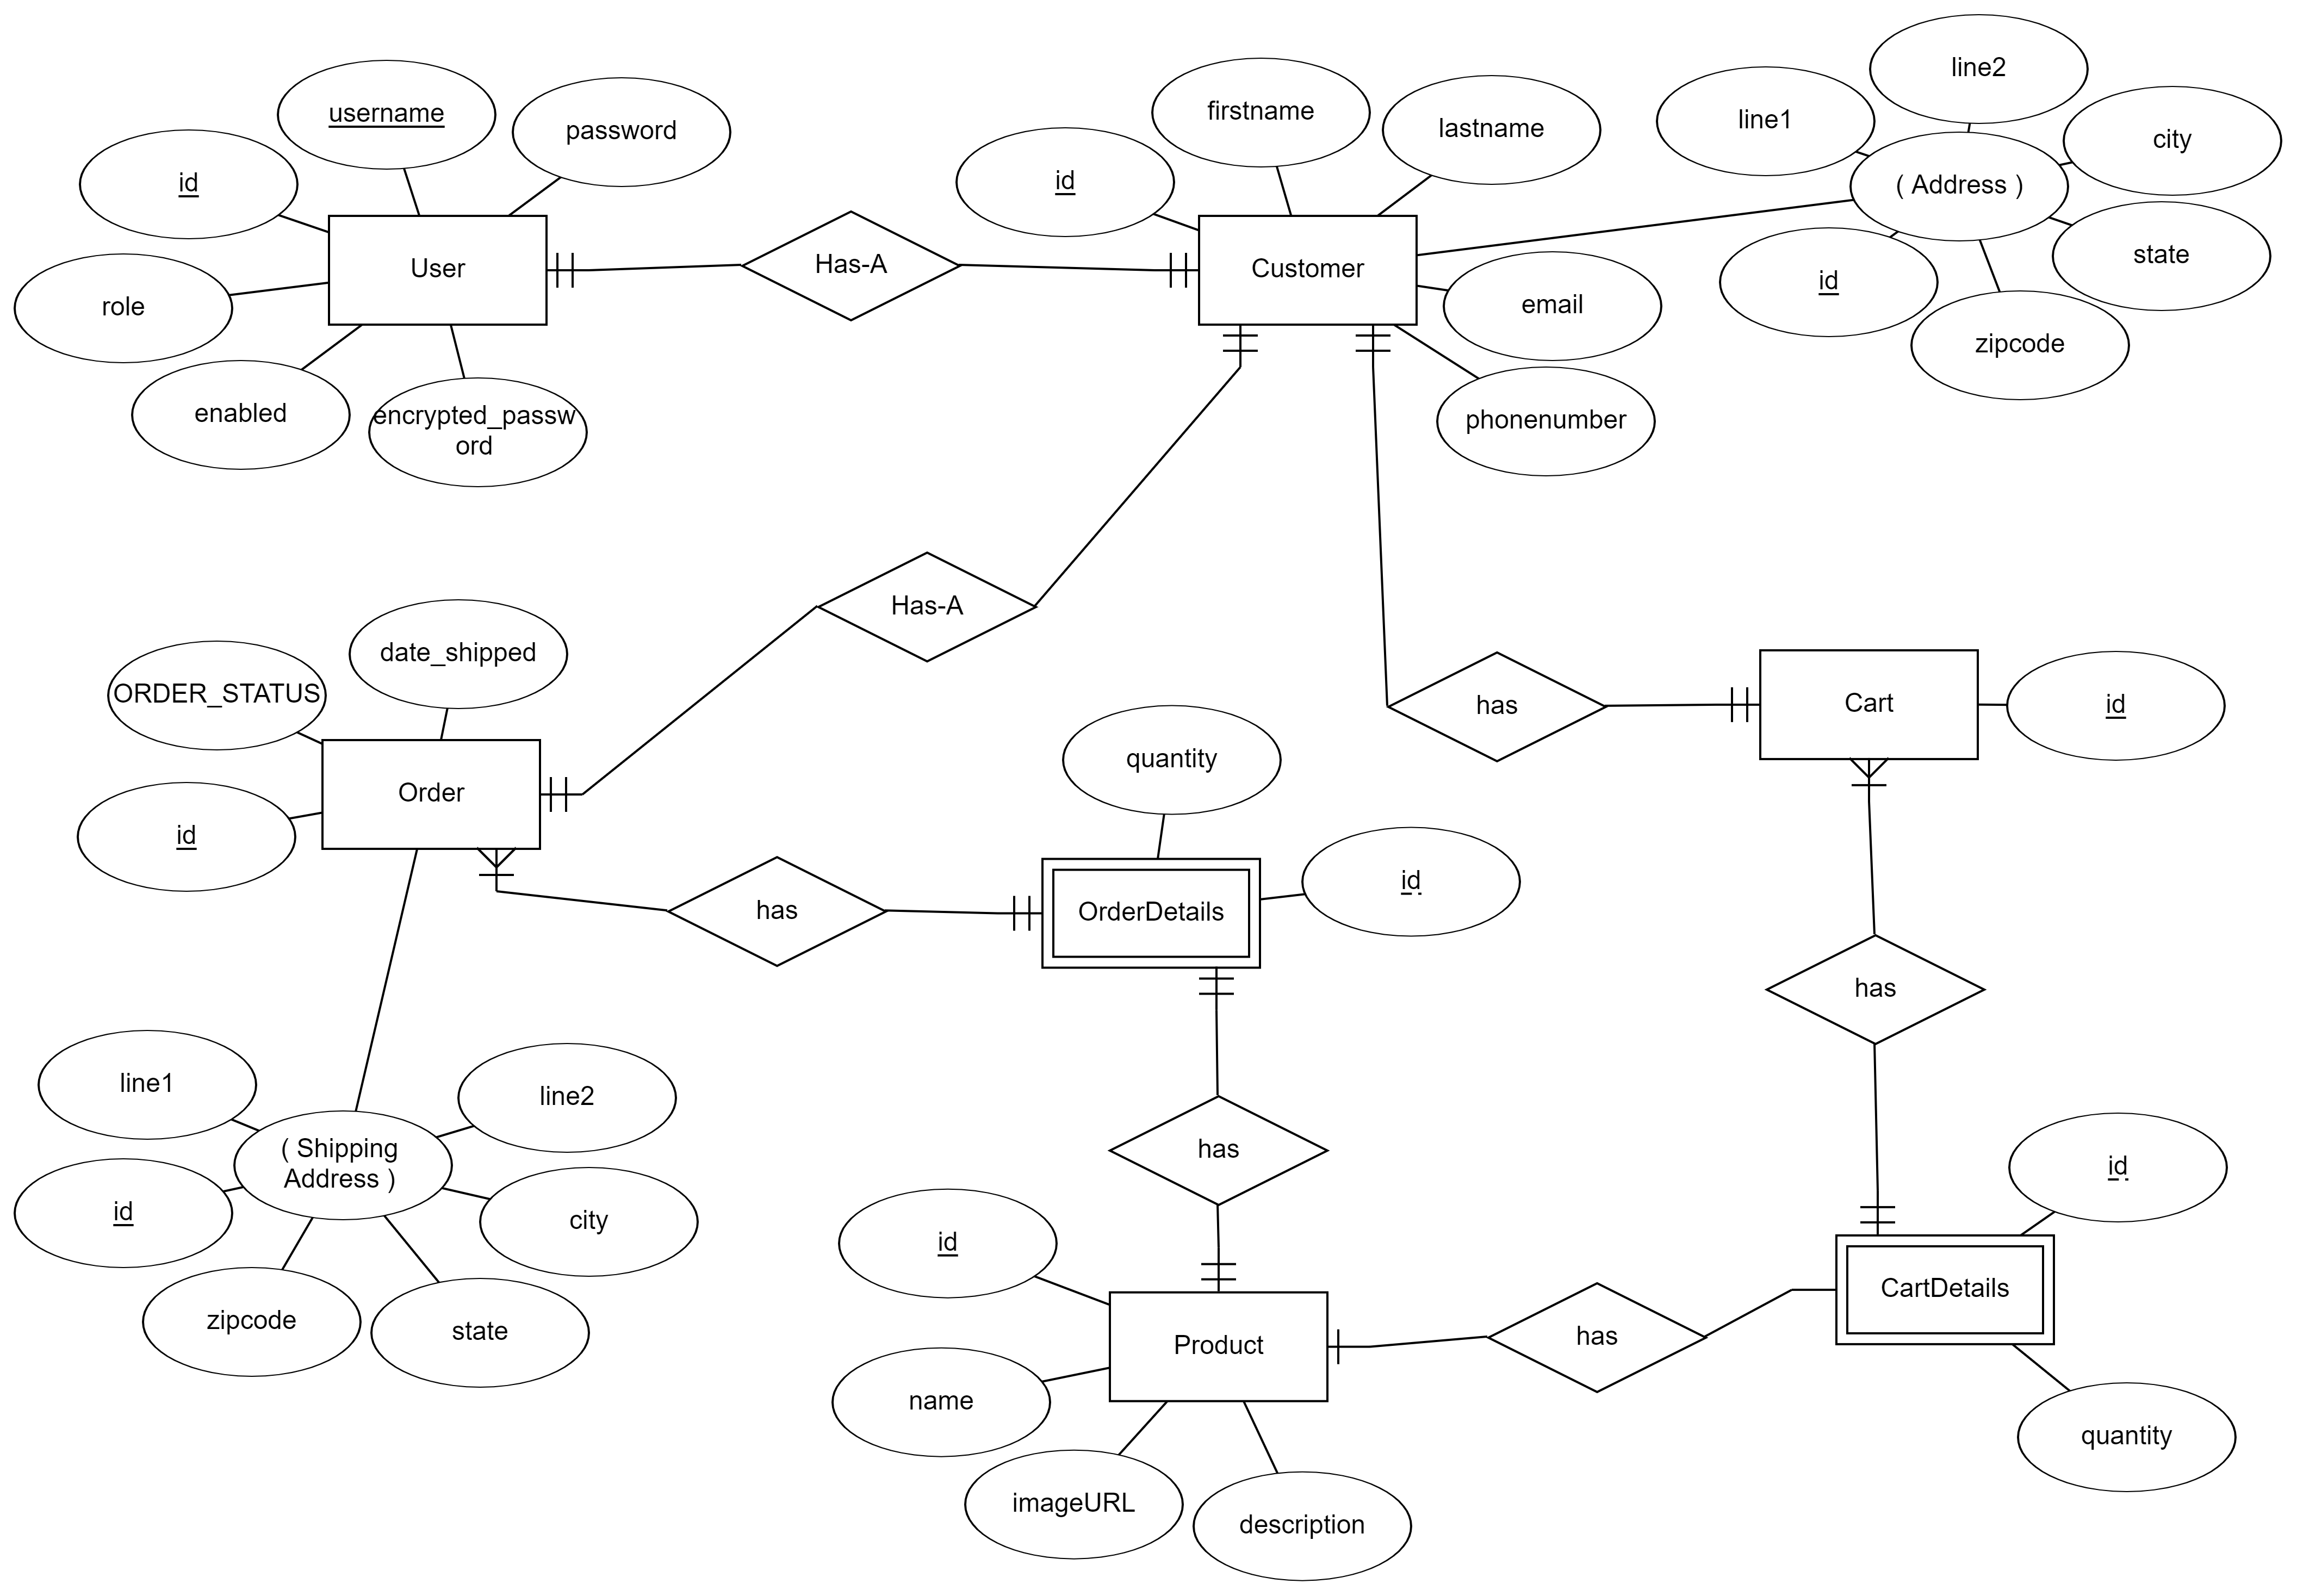 line2
firstname
username
line1
lastname
password
city
id
id
( Address )
state
User
Has-A
Customer
id
role
email
zipcode
enabled
encrypted_passw
ord
phonenumber
Has-A
date_shipped
ORDER_STATUS
Cart
id
has
quantity
Order
id
id
has
OrderDetails
has
line1
line2
( Shipping
Address )
has
id
id
city
id
CartDetails
zipcode
state
Product
has
name
quantity
imageURL
description